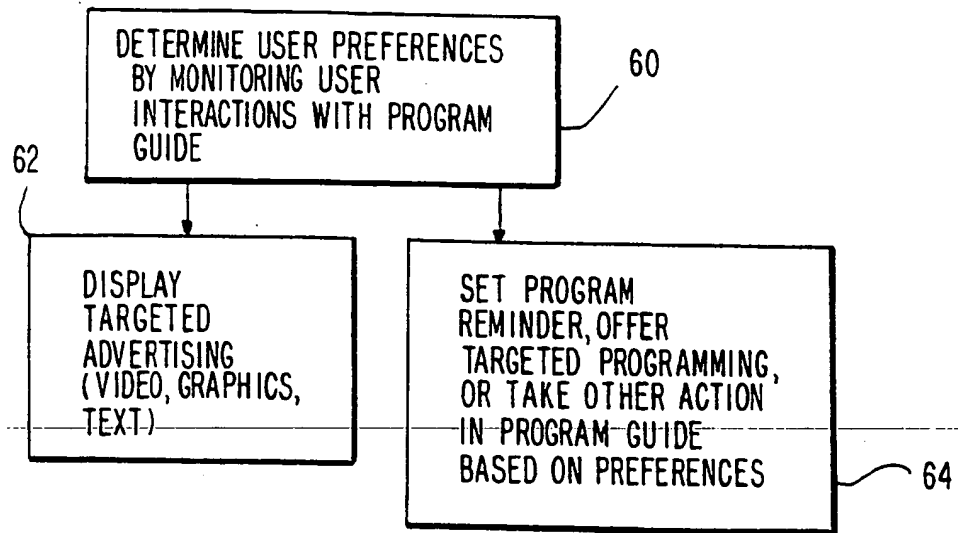 DETERMINE USER PREFERENCES
BY MONITORING USER
INTERACTIONS WITH PROGRAM
GUIDE
60
62
DISPLAY
TARGETED
ADVERTISING
(VIDEO, GRAPHICS,
TEXT)
SET PROGRAM
REMINDER, OFFER
TARGETED PROGRAMMING,
OR TAKE OTHER ACTION
IN PROGRAM GUIDE
BASED ON PREFERENCES
64